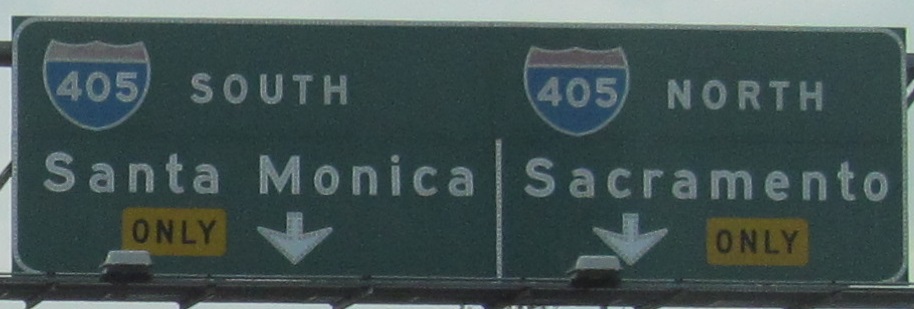 405 SOUTH
Santa Monica
ONLY
405 NORTH
Sacramento
ONLY